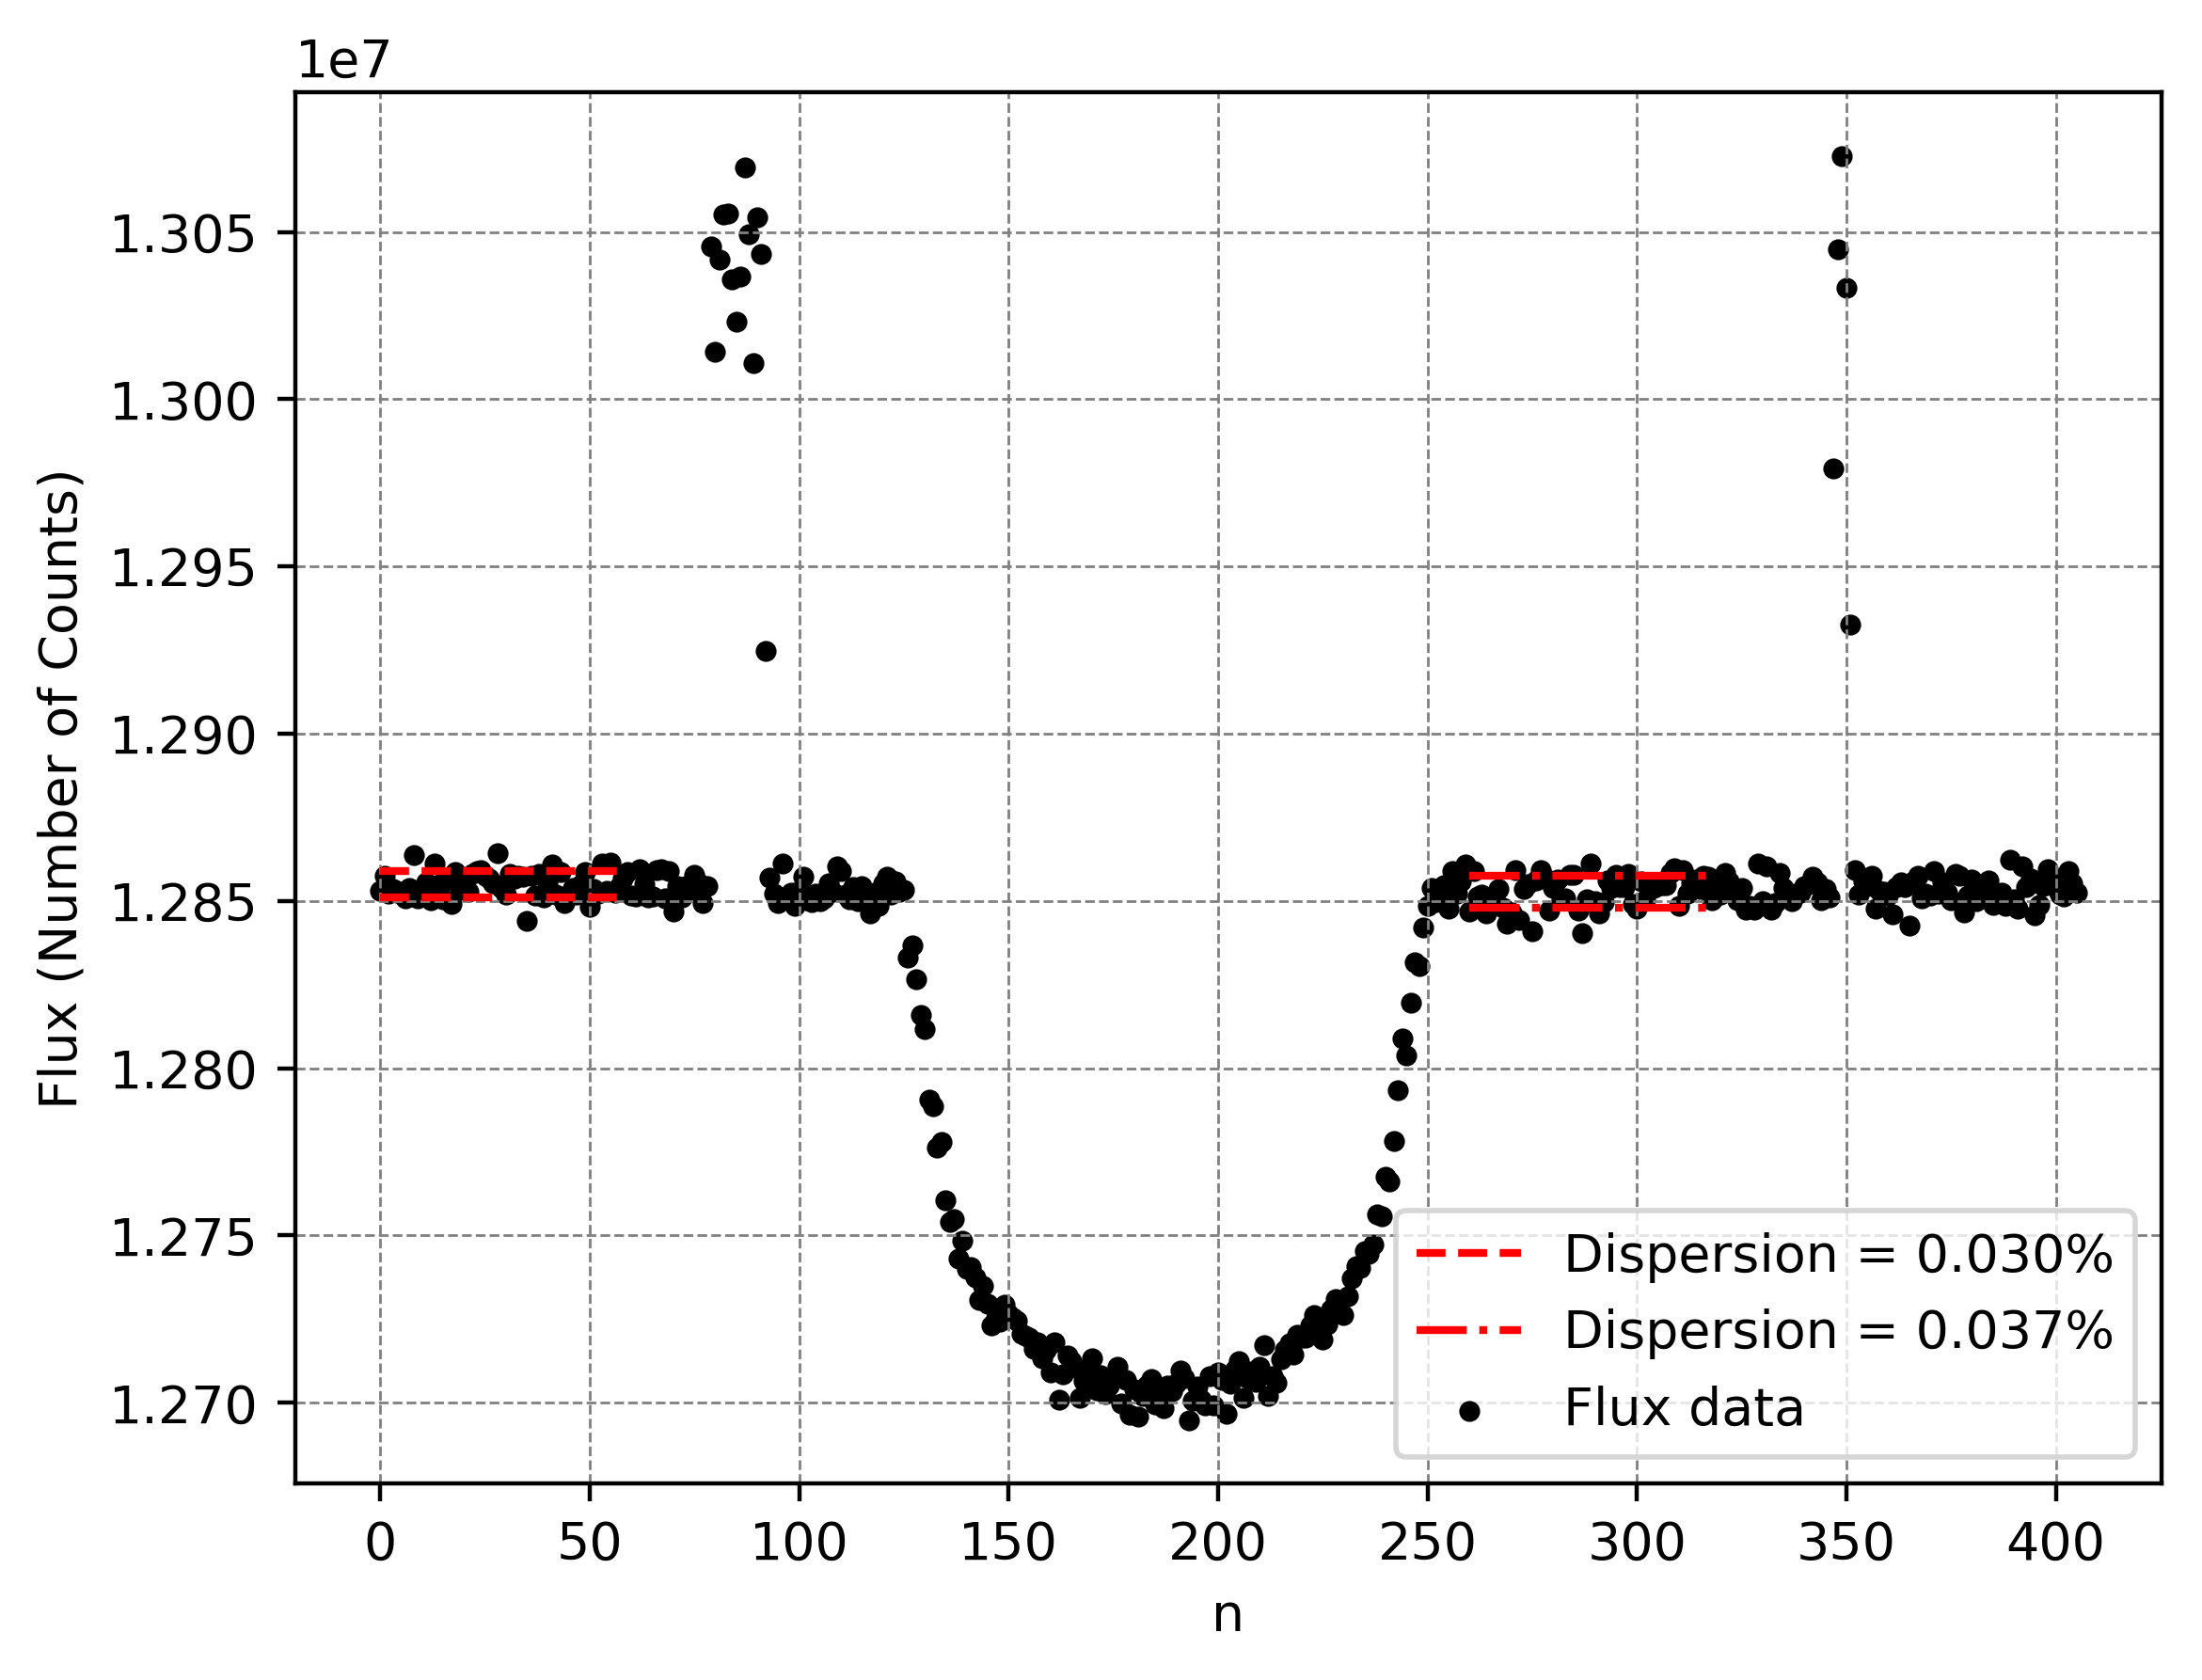 1e7
1.305
1.300
1.295
1.290
1.285
1.280
1.275
1.270
Flux (Number of Counts)
0 50 100 150 200 250 300 350 400
n
Dispersion = 0.030%
Dispersion = 0.037%
Flux data